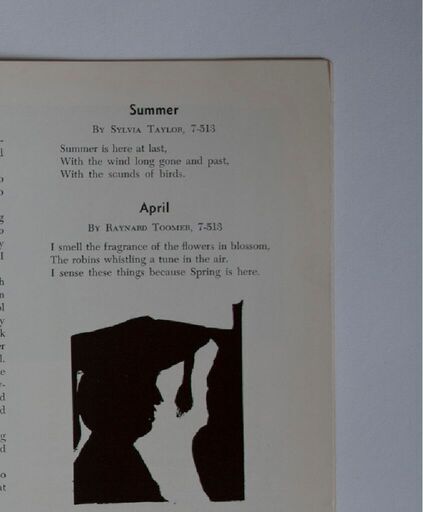 Summer
By Sylvia Taylor, 7-513
Summer is here at last,
With the wind long gone and past,
With the sounds of birds.
April
By Raynard Toomer, 7-513
I smell the fragrance of the flowers in blossom,
The robins whistling a tune in the air.
I sense these things because Spring is here.